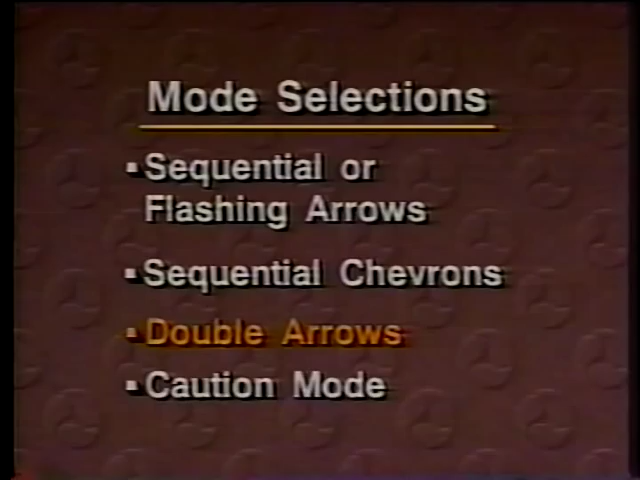 Mode Selections
▪Sequential or
Flashing Arrows
▪Sequential Chevrons
▪Double Arrows
▪Caution Mode